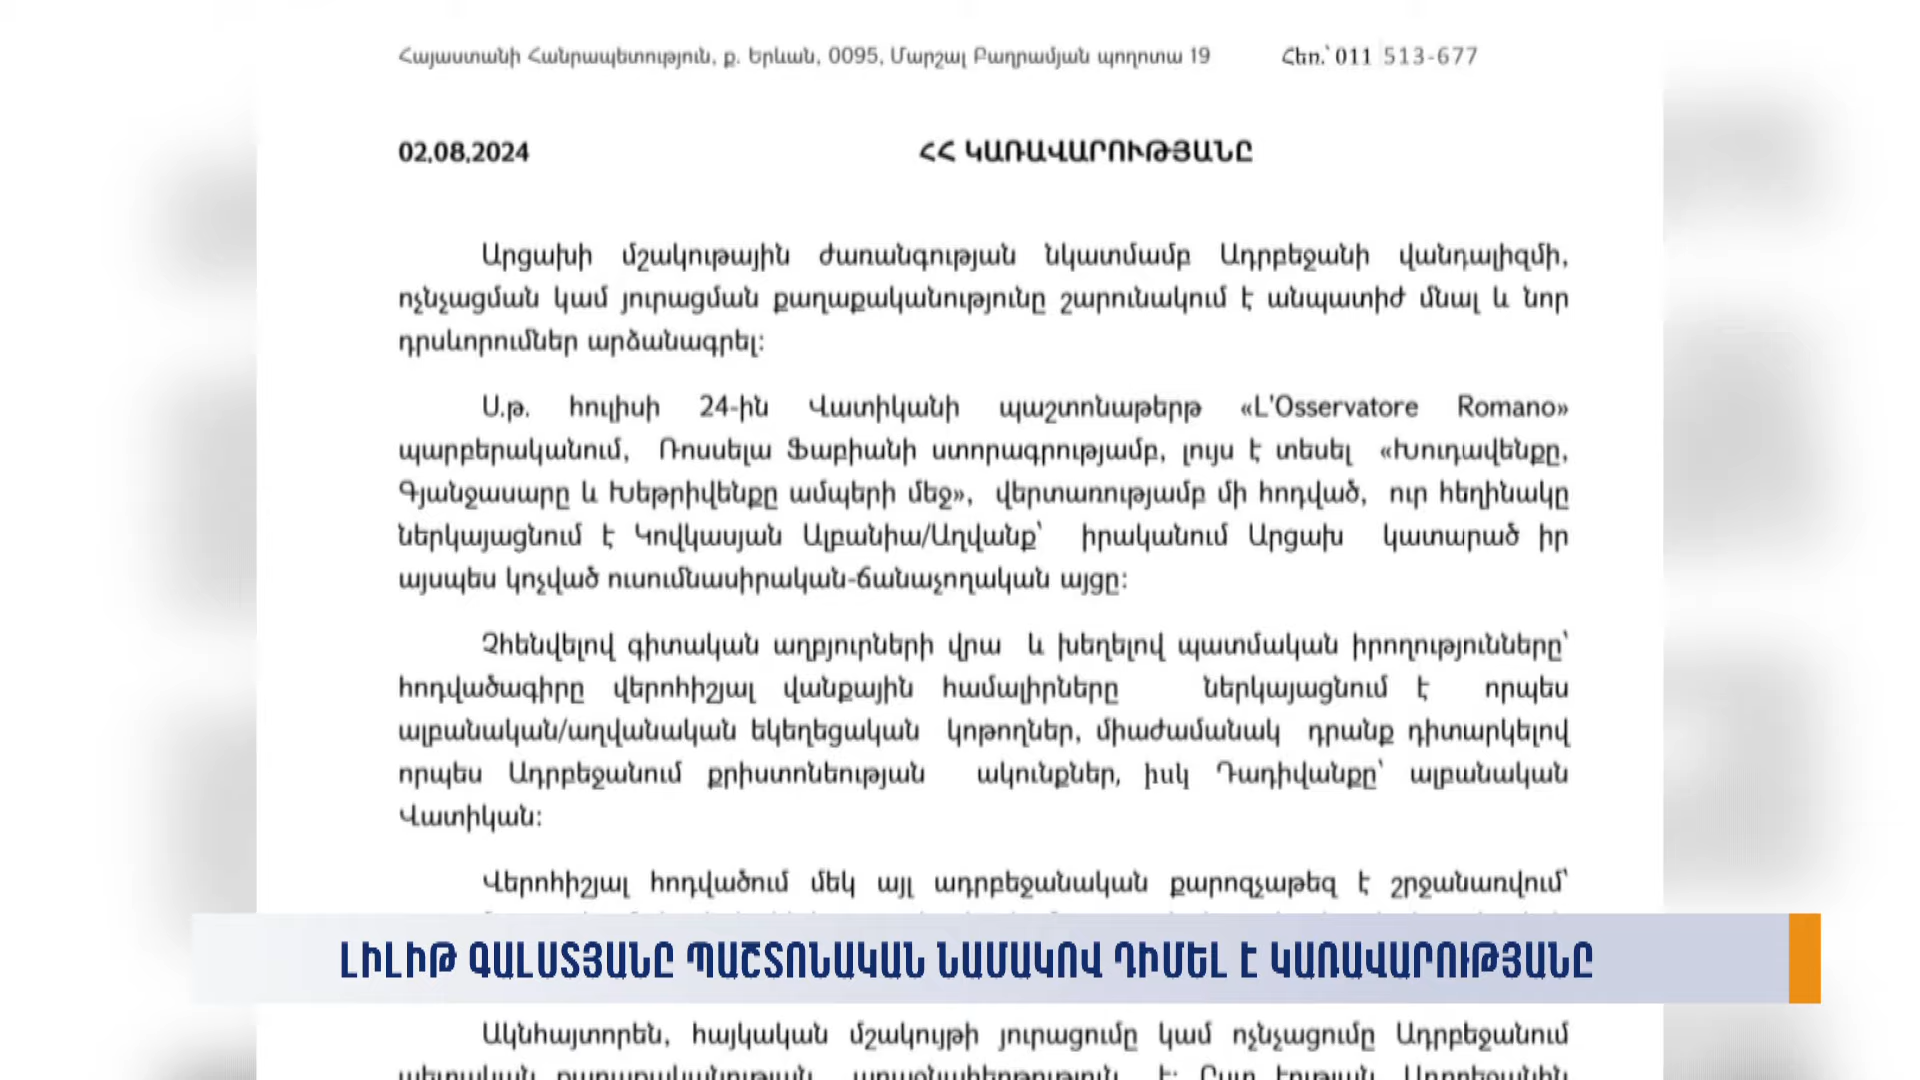 Հայաստանի Հանրապետություն, ք. Երևան, 0095, Մարշալ Բաղրամյան պողոտա 19 Հեռ.՝ 011 513-677
02.08.2024 ՀՀ ԿԱՌԱՎԱՐՈՒԹՅԱՆԸ
Արցախի մշակութային ժառանգության նկատմամբ Ադրբեջանի վանդալիզմի,
ոչնչացման կամ յուրացման քաղաքականությունը շարունակում է անպատիժ մնալ և նոր
դրսևորումներ արձանագրել:
Ս.թ. հուլիսի 24-ին Վատիկանի պաշտոնաթերթ «L'Osservatore Romano»
պարբերականում, Ռոսսելա Ֆաբիանի ստորագրությամբ, լույս է տեսել «Խուդավենքը,
Գյանջասարը և Խեթրիվենքը ամպերի մեջ», վերտառությամբ մի հոդված, ուր հեղինակը
ներկայացնում է Կովկասյան Ալբանիա/Աղվանք՝ իրականում Արցախ կատարած իր
այսպես կոչված ուսումնասիրական-ճանաչողական այցը:
Չհենվելով գիտական աղբյուրների վրա և խեղելով պատմական իրողությունները՝
հոդվածագիրը վերոհիշյալ վանքային համալիրները ներկայացնում է որպես
ալբանական/աղվանական եկեղեցական կոթողներ, միաժամանակ դրանք դիտարկելով
որպես Ադրբեջանում քրիստոնեության ակունքներ, իսկ Դադիվանքը՝ ալբանական
Վատիկան:
Վերոհիշյալ հոդվածում մեկ այլ ադրբեջանական քարոզչաթեզ է շրջանառվում՝
ԼԻԼԻԹ ԳԱԼՍՏՅԱՆԸ ՊԱՇՏՈՆԱԿԱՆ ՆԱՄԱԿՈՎ ԴԻՄԵԼ Է ԿԱՌԱՎԱՐՈՒԹՅԱՆԸ
Ակնհայտորեն, հայկական մշակույթի յուրացումը կամ ոչնչացումը Ադրբեջանում